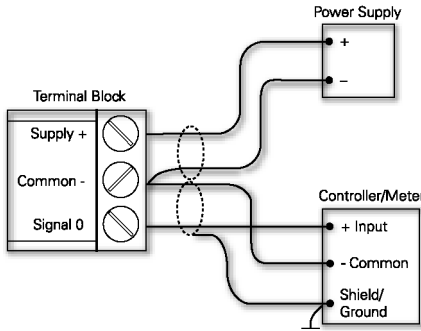 Power Supply
+
–
Terminal Block
Supply +
Common -
Signal 0
Controller/Meter
+ Input
- Common
Shield/
Ground